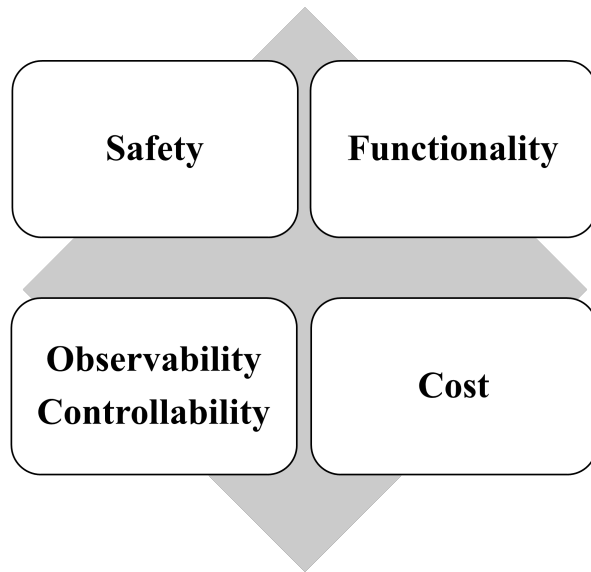 Safety
Functionality
Observability
Controllability
Cost